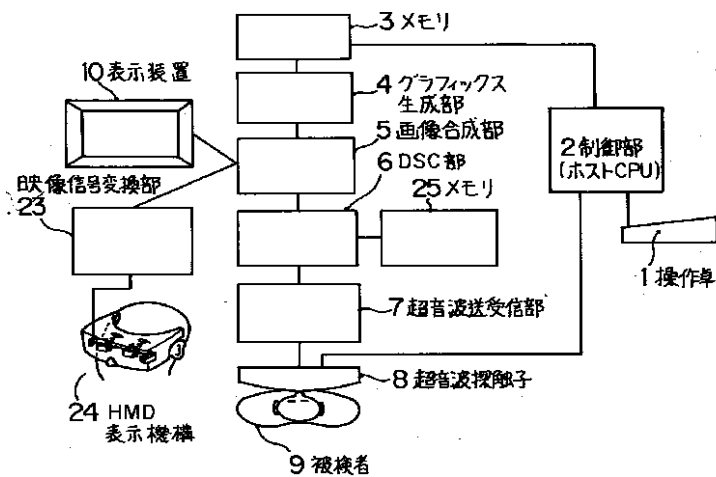 3 メモリ
10 表示装置
4 グラフィックス
生成部
5 画像合成部
2 制御部
(ホストCPU)
6 DSC部
映像信号変換部
23
25 メモリ
1 操作卓
7 超音波送受信部
8 超音波探触子
24 HMD
表示機構
9 被検者